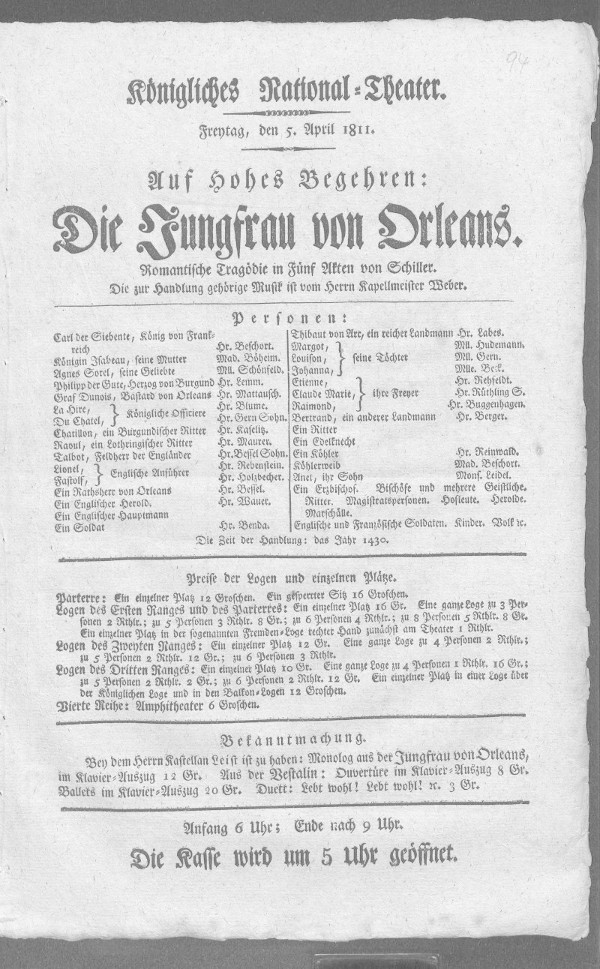 94
Königliches National-Theater.
Freytag, den 5. April 1811.
Auf Hohes Begehren:
Die Jungfrau von Orleans.
Romantische Tragödie in Fünf Akten von Schiller.
Die zur Handlung gehörige Musik ist vom Herrn Kapellmeister Weber.
Personen:
Carl der Siebente, König von Frank-
reich Hr. Beschort.
Königin Isabeau, seine Mutter Mad. Böheim.
Agnes Sorel, seine Geliebte Mll. Schönfeld.
Philipp der Gute, Herzog von Burgund Hr. Lemm.
Graf Dunois, Bastard von Orleans Hr. Mattausch.
La Hire, Hr. Blume.
Königliche Officiere
Du Chatel, Hr. Gern Sohn.
Chatillon, ein Burgundischer Ritter Hr. Kaselitz.
Raoul, ein Lothringischer Ritter Hr. Maurer.
Talbot, Feldherr der Engländer Hr. Bessel Sohn.
Lionel, Hr. Rebenstein.
Englische Anführer
Fastolf, Hr. Holzbecher.
Ein Rathsherr von Orleans Hr. Bessel.
Ein Englischer Herold. Hr. Wauer.
Ein Englischer Hauptmann
Ein Soldat Hr. Benda.
Thibaut von Arc, ein reicher Landmann Hr. Labes.
Margot, Mll. Hudemann.
Louison, seine Töchter Mll. Gern.
Johanna, Mlle. Beck.
Etienne, Hr. Rehfeldt.
Claude Marie, ihre Freyer Hr. Rüthling S.
Raimond, Hr. Buggenhagen.
Bertrand, ein anderer Landmann Hr. Berger.
Ein Ritter
Ein Edelknecht
Ein Köhler Hr. Reinwald.
Köhlerweib Mad. Beschort.
Anet, ihr Sohn Mons. Leidel.
Ein Erzbischof. Bischöfe und mehrere Geistliche.
Ritter. Magistratspersonen. Hofleute. Herolde.
Marschälle.
Englische und Französische Soldaten. Kinder. Volk ꝛc.
Die Zeit der Handlung: das Jahr 1430.
Preise der Logen und einzelnen Plätze.
Parterre: Ein einzelner Platz 12 Groschen. Ein gesperrter Sitz 16 Groschen.
Logen des Ersten Ranges und des Parterres: Ein einzelner Platz 16 Gr. Eine ganze Loge zu 3 Per-
sonen 2 Rthlr.; zu 5 Personen 3 Rthlr. 8 Gr.; zu 6 Personen 4 Rthlr.; zu 8 Personen 5 Rthlr. 8 Gr.
Ein einzelner Platz in der sogenannten Fremden-Loge rechter Hand zunächst am Theater 1 Rthlr.
Logen des Zweyten Ranges: Ein einzelner Platz 12 Gr. Eine ganze Loge zu 4 Personen 2 Rthlr.;
zu 5 Personen 2 Rthlr. 12 Gr.; zu 6 Personen 3 Rthlr.
Logen des Dritten Ranges: Ein einzelner Platz 10 Gr. Eine ganze Loge zu 4 Personen 1 Rthlr. 16 Gr.;
zu 5 Personen 2 Rthlr. 2 Gr.; zu 6 Personen 2 Rthlr. 12 Gr. Ein einzelner Platz in einer Loge über
der Königlichen Loge und in den Balkon-Logen 12 Groschen.
Vierte Reihe: Amphitheater 6 Groschen.
Bekanntmachung.
Bey dem Herrn Kastellan Leist ist zu haben: Monolog aus der Jungfrau von Orleans,
im Klavier-Auszug 12 Gr. Aus der Vestalin: Ouvertüre im Klavier-Auszug 8 Gr.
Ballets im Klavier-Auszug 20 Gr. Duett: Lebt wohl! Lebt wohl! ꝛc. 3 Gr.
Anfang 6 Uhr; Ende nach 9 Uhr.
Die Kasse wird um 5 Uhr geöffnet.